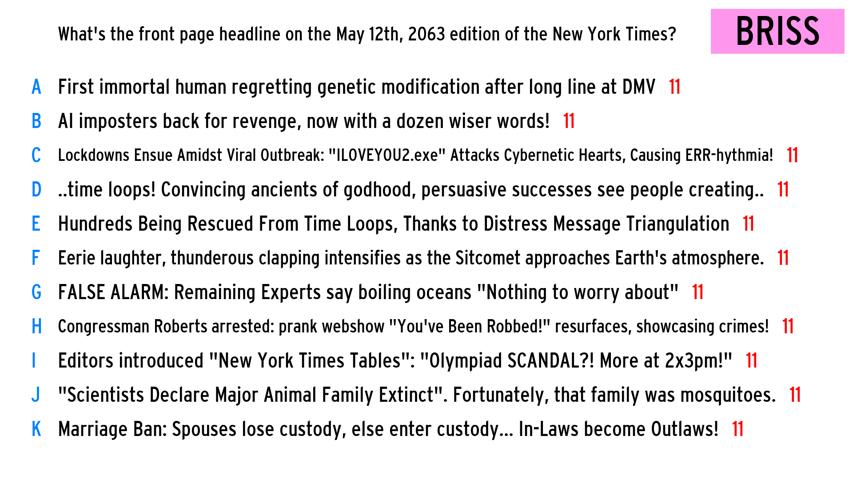 What's the front page headline on the May 12th, 2063 edition of the New York Times?
BRISS
A First immortal human regretting genetic modification after long line at DMV 11
B AI imposters back for revenge, now with a dozen wiser words! 11
C Lockdowns Ensue Amidst Viral Outbreak: "ILOVEYOU2.exe" Attacks Cybernetic Hearts, Causing ERR-hythmia! 11
D ..time loops! Convincing ancients of godhood, persuasive successes see people creating.. 11
E Hundreds Being Rescued From Time Loops, Thanks to Distress Message Triangulation 11
F Eerie laughter, thunderous clapping intensifies as the Sitcomet approaches Earth's atmosphere. 11
G FALSE ALARM: Remaining Experts say boiling oceans "Nothing to worry about" 11
H Congressman Roberts arrested: prank webshow "You've Been Robbed!" resurfaces, showcasing crimes! 11
I Editors introduced "New York Times Tables": "Olympiad SCANDAL?! More at 2x3pm!" 11
J "Scientists Declare Major Animal Family Extinct". Fortunately, that family was mosquitoes. 11
K Marriage Ban: Spouses lose custody, else enter custody... In-Laws become Outlaws! 11